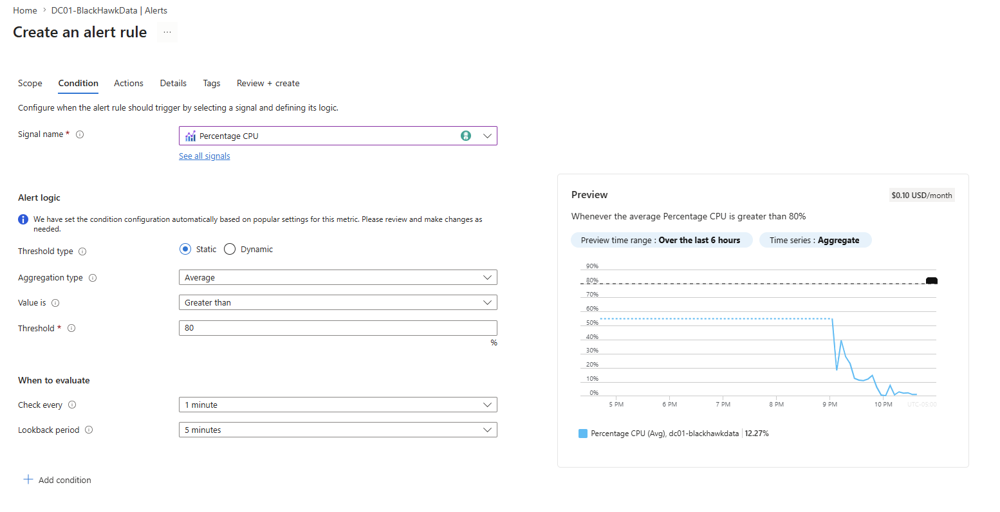 Home > DC01-BlackHawkData | Alerts
Create an alert rule ...
Scope Condition Actions Details Tags Review + create
Configure when the alert rule should trigger by selecting a signal and defining its logic.
Signal name *
Percentage CPU
See all signals
Alert logic
We have set the condition configuration automatically based on popular settings for this metric. Please review and make changes as
needed.
Threshold type
Static Dynamic
Aggregation type
Average
Value is
Greater than
Threshold *
80
%
When to evaluate
Check every
1 minute
Lookback period
5 minutes
+ Add condition
Preview
$0.10 USD/month
Whenever the average Percentage CPU is greater than 80%
Preview time range : Over the last 6 hours
Time series : Aggregate
90%
80%
70%
60%
50%
40%
30%
20%
10%
0%
5 PM 6 PM 7 PM 8 PM 9 PM 10 PM UTC-05:00
Percentage CPU (Avg), dc01-blackhawkdata | 12.27%